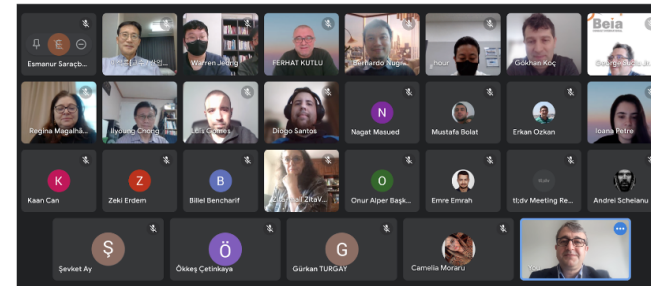 Esmanur Saraçb...
Warren Jeong
FERHAT KUTLU
Bernardo Nugr...
hour
Gökhan Koç
Beia
Regina Magalhã...
Ilyoung Chong
Luis Gomes
Diogo Santos
N
Nagat Masued
Mustafa Bolat
Erkan Ozkan
Ioana Petre
K
Kaan Can
Z
Zeki Erdem
B
Billel Bencharif
O
Onur Alper Başk...
Emre Emrah
tl;dv Meeting Re...
Andrei Scheianu
Ş
Şevket Ay
Ö
Ökkeş Çetinkaya
G
Gürkan TURGAY
Camelia Moraru